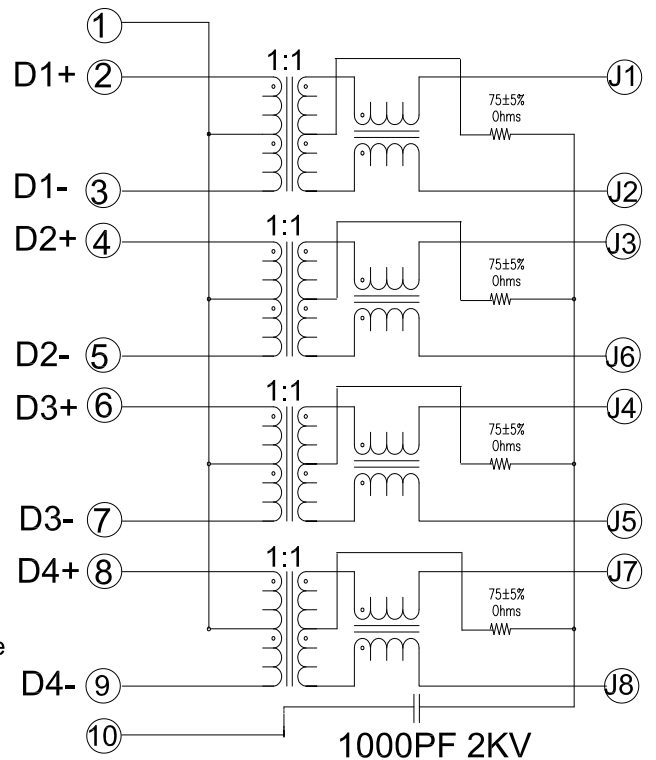 1
1:1
D1+ 2 J1
75±5%
Ohms
D1- 3 J2
1:1
D2+ 4 J3
75±5%
Ohms
D2- 5 J6
1:1
D3+ 6 J4
75±5%
Ohms
D3- 7 J5
1:1
D4+ 8 J7
75±5%
Ohms
e
D4- 9 J8
10
1000PF 2KV